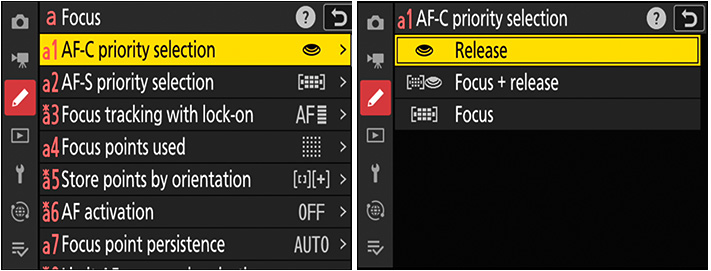 a Focus
a1 AF-C priority selection
a2 AF-S priority selection
*a3 Focus tracking with lock-on AF
a4 Focus points used
*a5 Store points by orientation
*a6 AF activation OFF
a7 Focus point persistence AUTO
a1 AF-C priority selection
Release
Focus + release
Focus